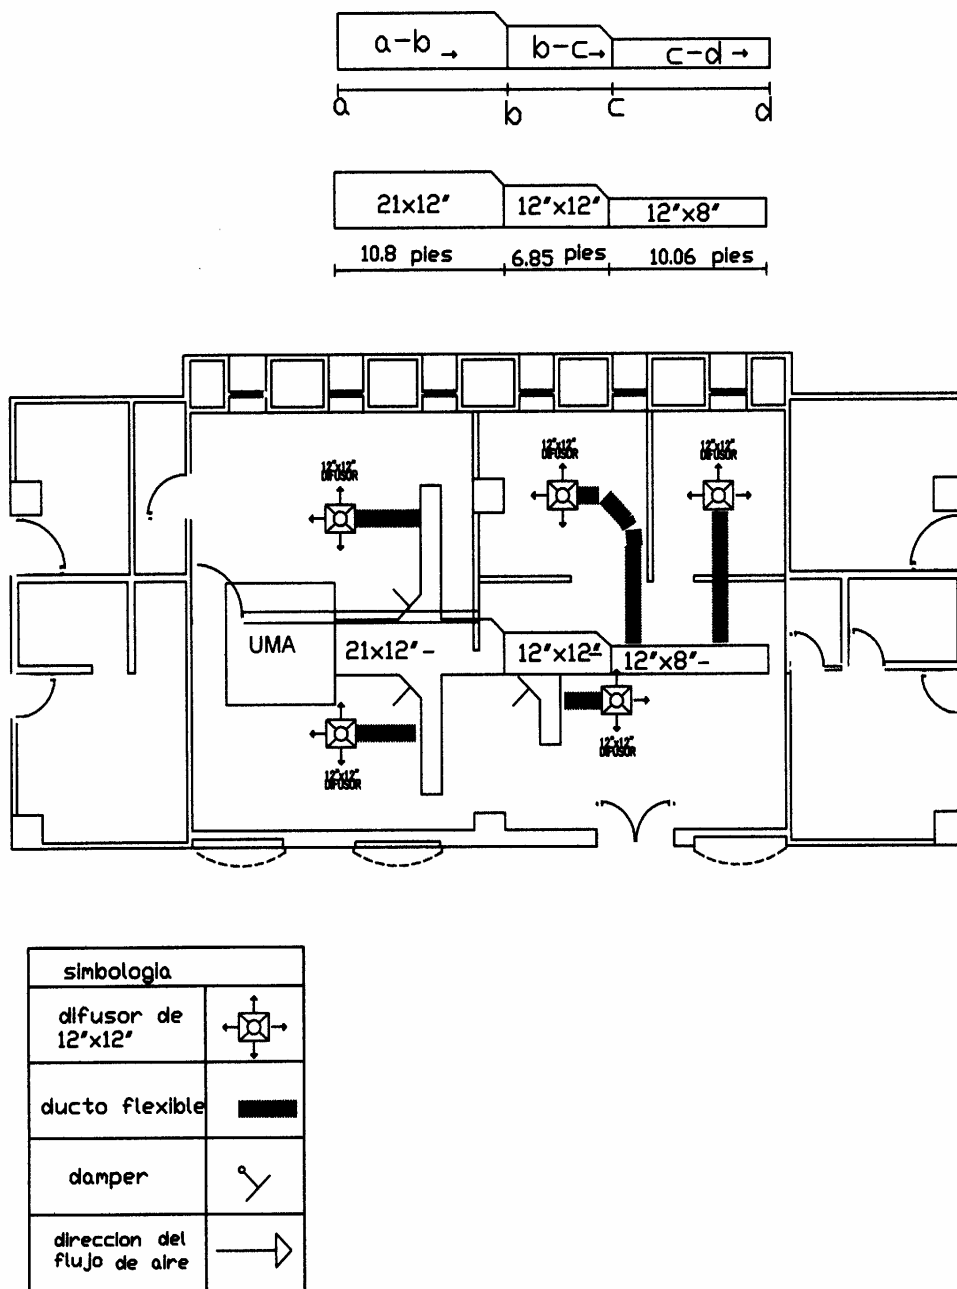 a-b
b-c
c-d
a
b
c
d
21x12"
12"x12"
12"x8"
10.8 pies
6.85 pies
10.06 pies
12"x12"
DIFUSOR
12"x12"
DIFUSOR
12"x12"
DIFUSOR
UMA
21x12"-
12"x12"-
12"x8"-
12"x12"
DIFUSOR
12"x12"
DIFUSOR
simbologia
difusor de
12"x12"
ducto flexible
damper
direccion del
flujo de aire